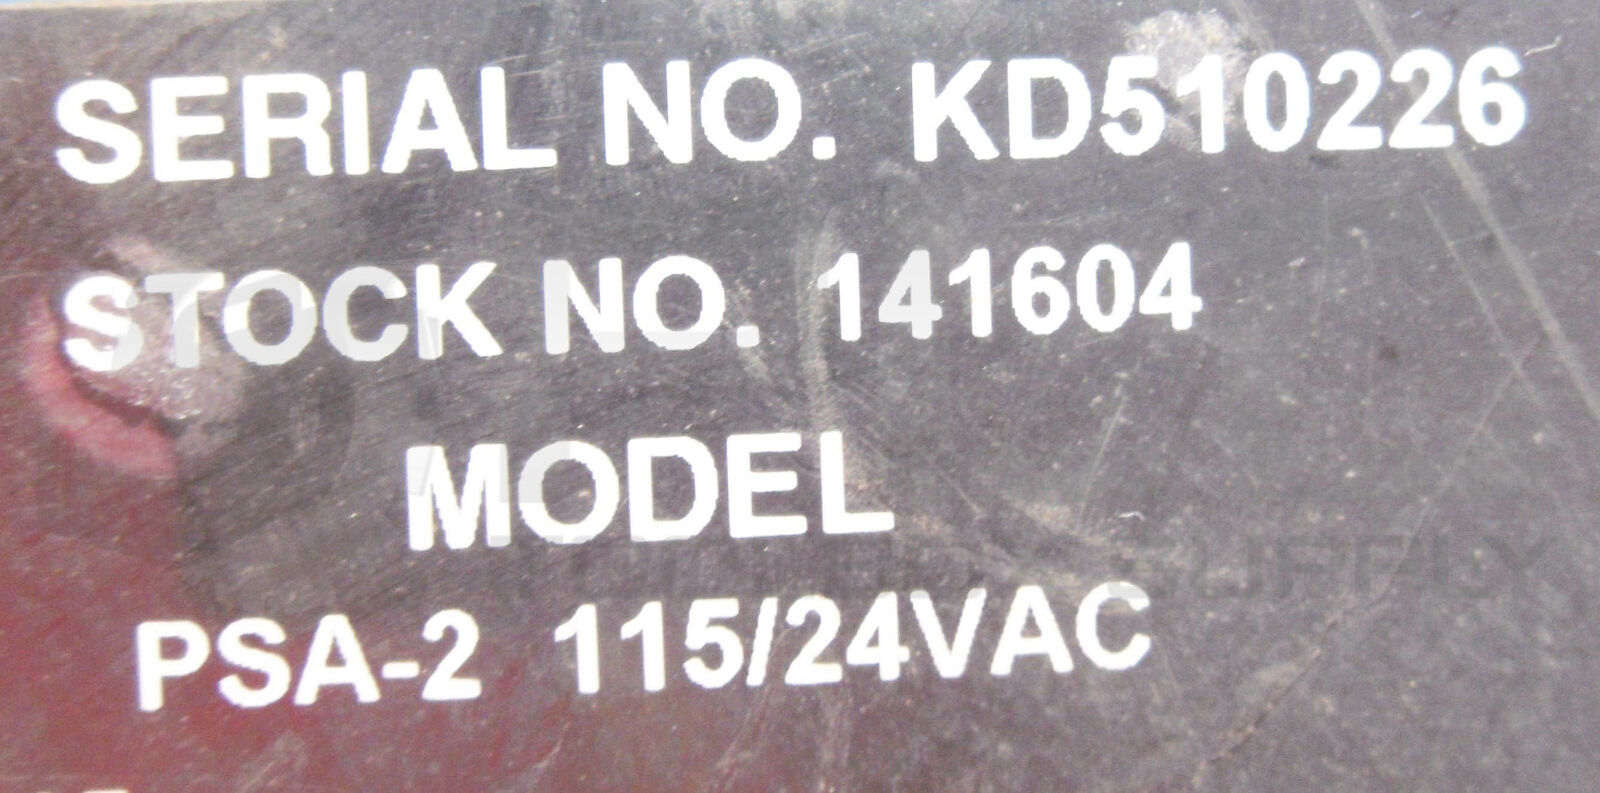 SERIAL NO. KD510226
STOCK NO. 141604
MODEL
PSA-2 115/24VAC